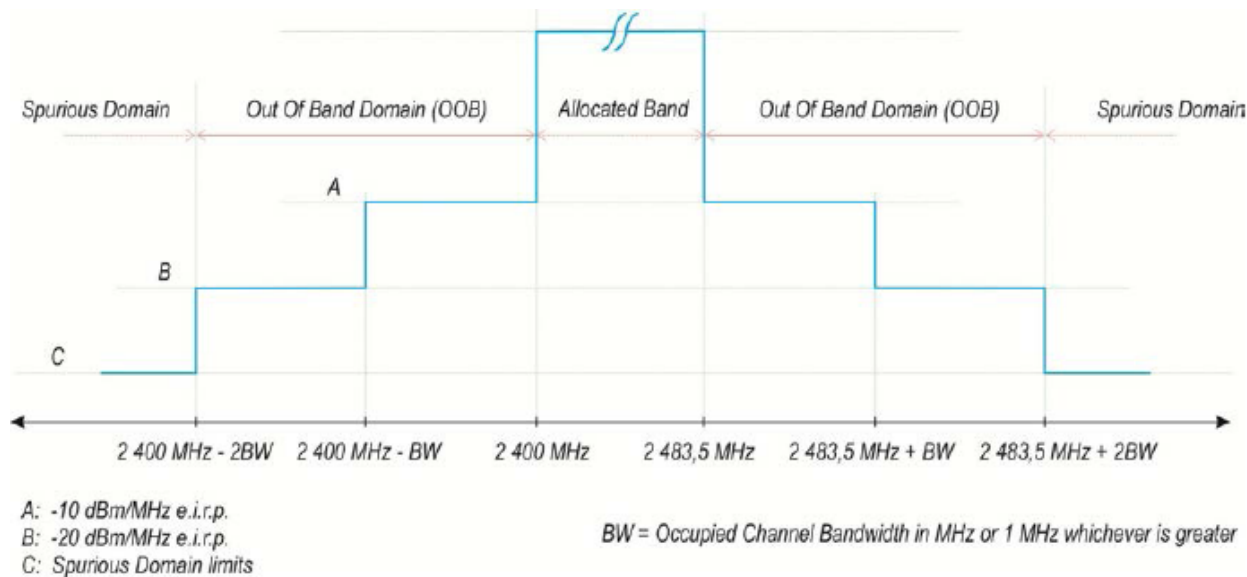 Spurious Domain
Out Of Band Domain (OOB)
Allocated Band
Out Of Band Domain (OOB)
Spurious Domain
A
B
C
2 400 MHz - 2BW
2 400 MHz - BW
2 400 MHz
2 483,5 MHz
2 483,5 MHz + BW
2 483,5 MHz + 2BW
A: -10 dBm/MHz e.i.r.p.
B: -20 dBm/MHz e.i.r.p.
C: Spurious Domain limits
BW = Occupied Channel Bandwidth in MHz or 1 MHz whichever is greater